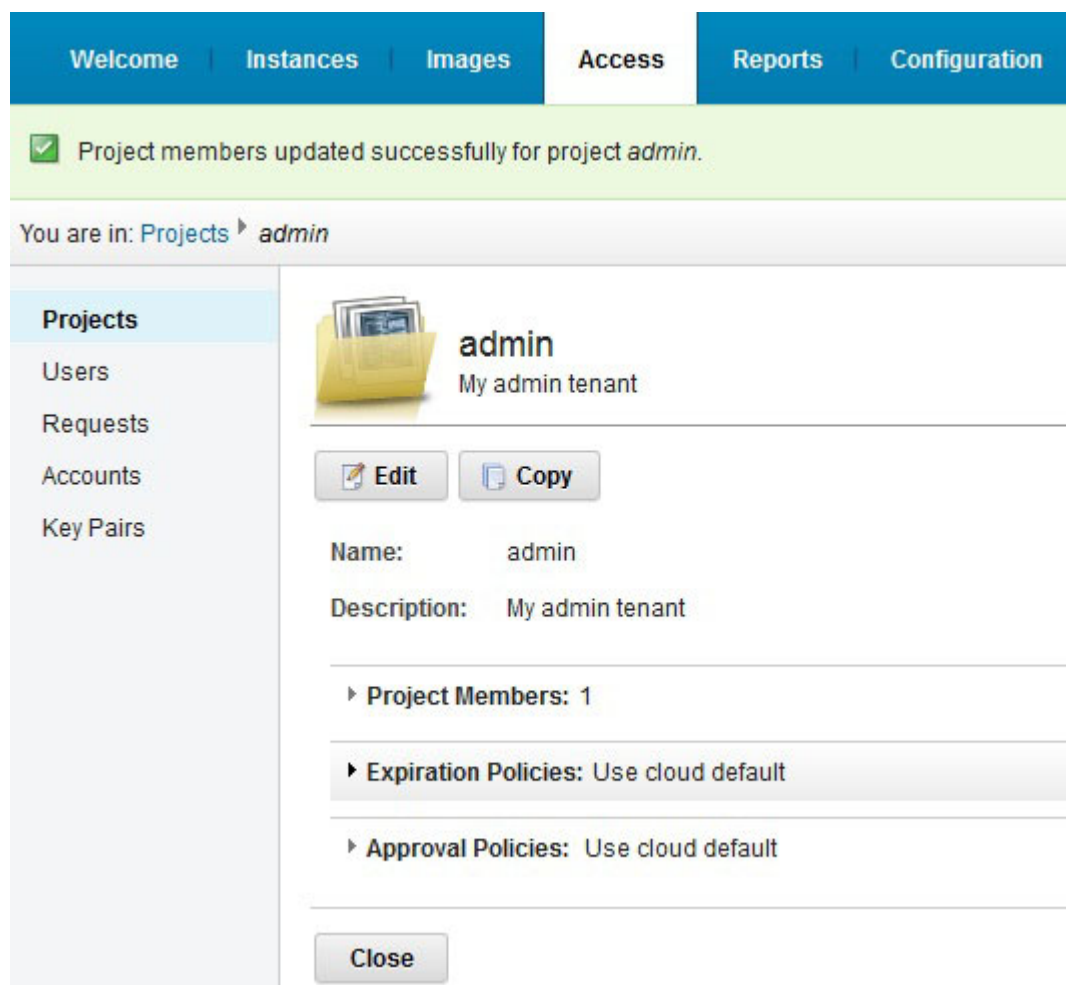 Welcome Instances Images Access Reports Configuration
Project members updated successfully for project admin.
You are in: Projects admin
Projects
Users
Requests
Accounts
Key Pairs
admin
My admin tenant
Edit Copy
Name: admin
Description: My admin tenant
Project Members: 1
Expiration Policies: Use cloud default
Approval Policies: Use cloud default
Close